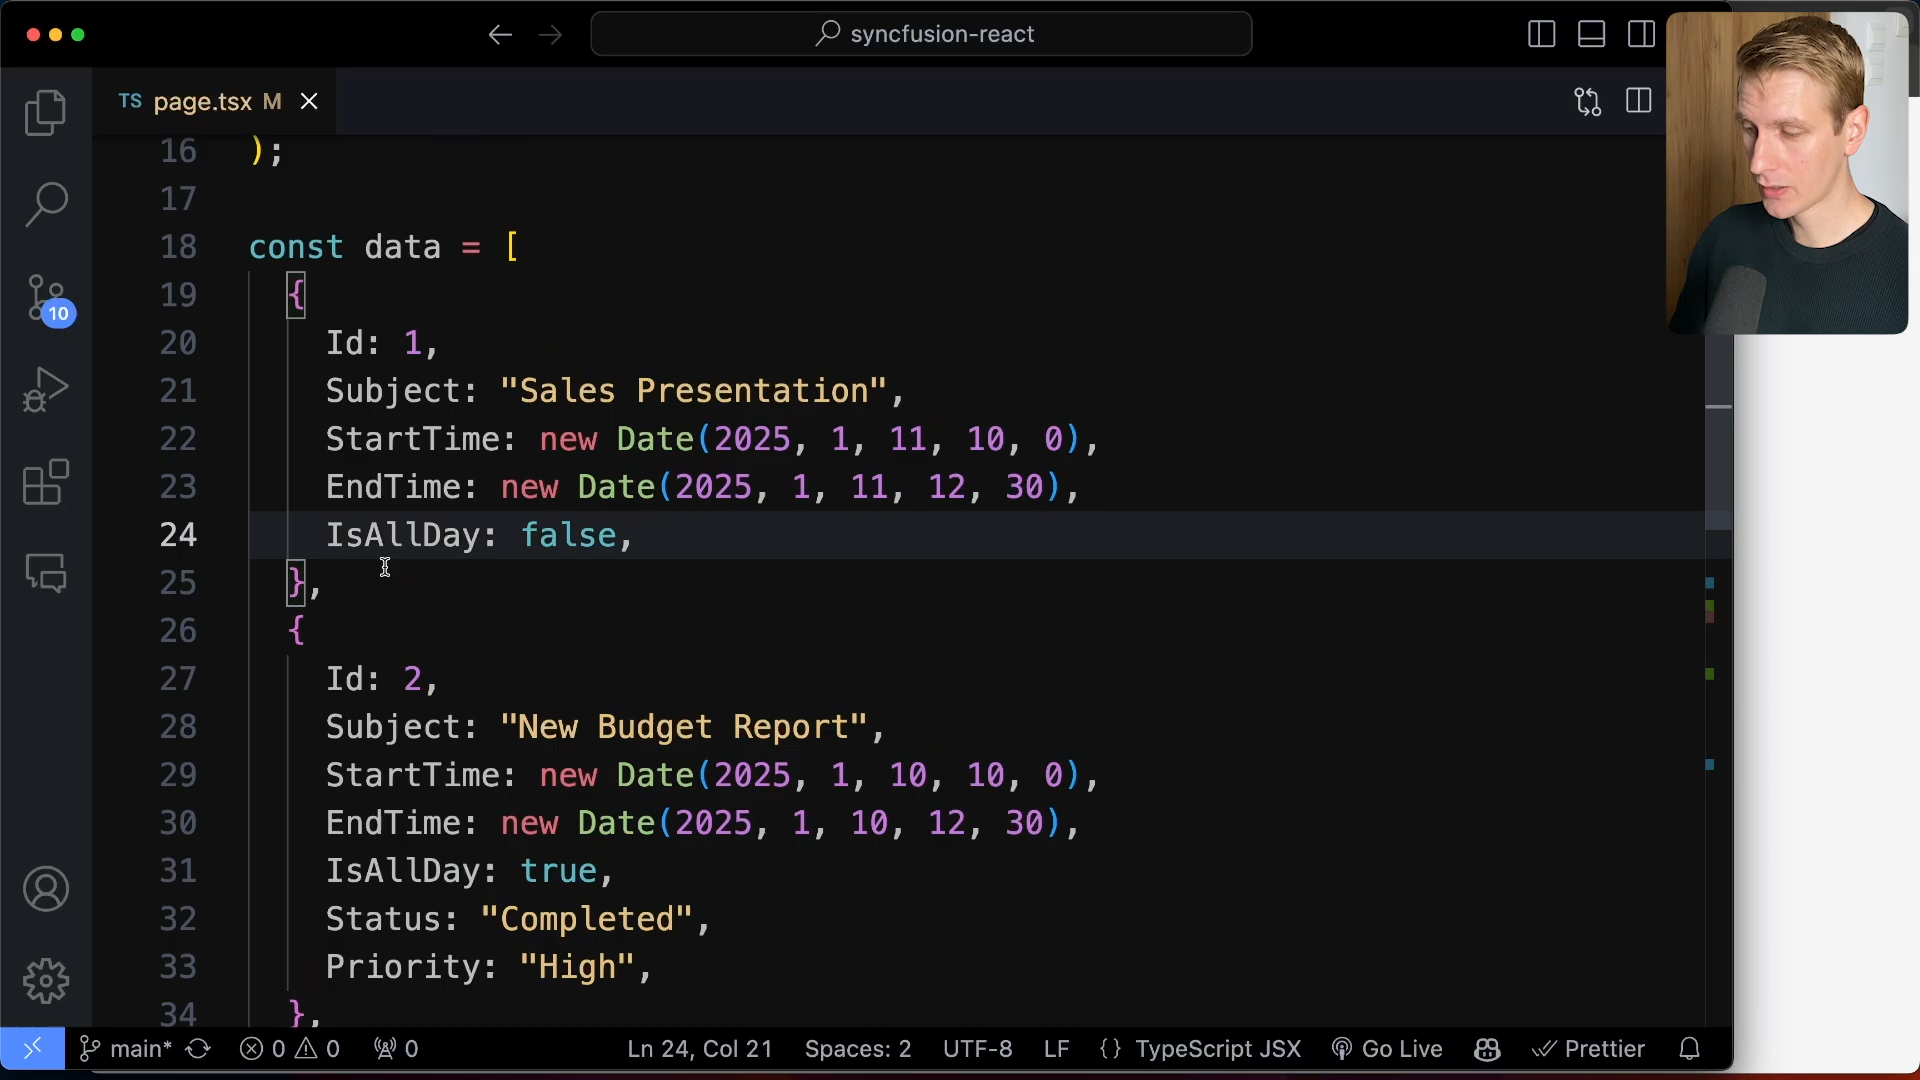 syncfusion-react
TS page.tsx M
16 );
17
18 const data = [
19 {
20 Id: 1,
21 Subject: "Sales Presentation",
22 StartTime: new Date(2025, 1, 11, 10, 0),
23 EndTime: new Date(2025, 1, 11, 12, 30),
24 IsAllDay: false,
25 },
26 {
27 Id: 2,
28 Subject: "New Budget Report",
29 StartTime: new Date(2025, 1, 10, 10, 0),
30 EndTime: new Date(2025, 1, 10, 12, 30),
31 IsAllDay: true,
32 Status: "Completed",
33 Priority: "High",
34 },
10
main* 0 0 0 Ln 24, Col 21 Spaces: 2 UTF-8 LF {} TypeScript JSX Go Live Prettier